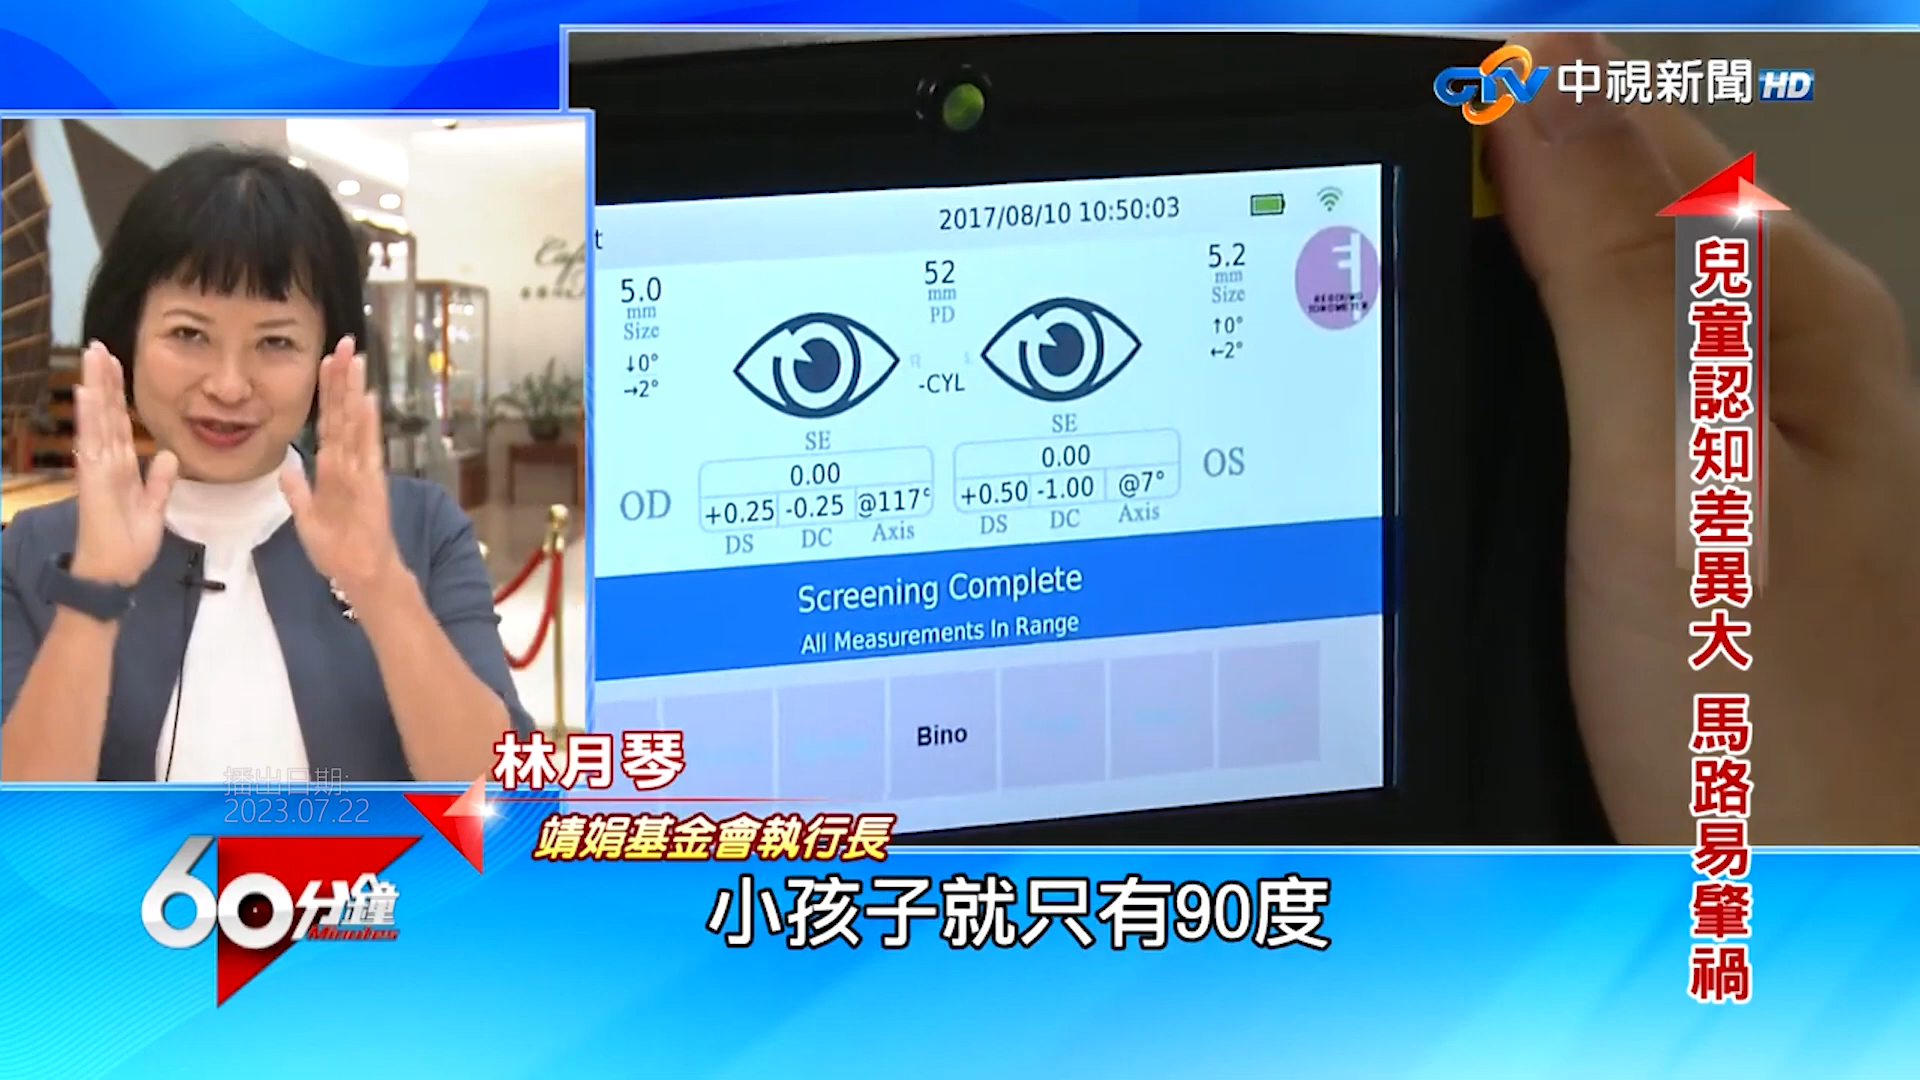 CTV 中視新聞 HD
兒童認知差異大 馬路易肇禍
t
2017/08/10 10:50:03
5.0
mm
Size
↓0°
→2°
52
mm
PD
-CYL
5.2
mm
Size
↑0°
←2°
SE
0.00
+0.25 -0.25 @117°
DS DC Axis
OD
SE
0.00
+0.50 -1.00 @7°
DS DC Axis
OS
Screening Complete
All Measurements In Range
Bino
林月琴
靖娟基金會執行長
播出日期:
2023.07.22
60分鐘
Minutes
小孩子就只有90度